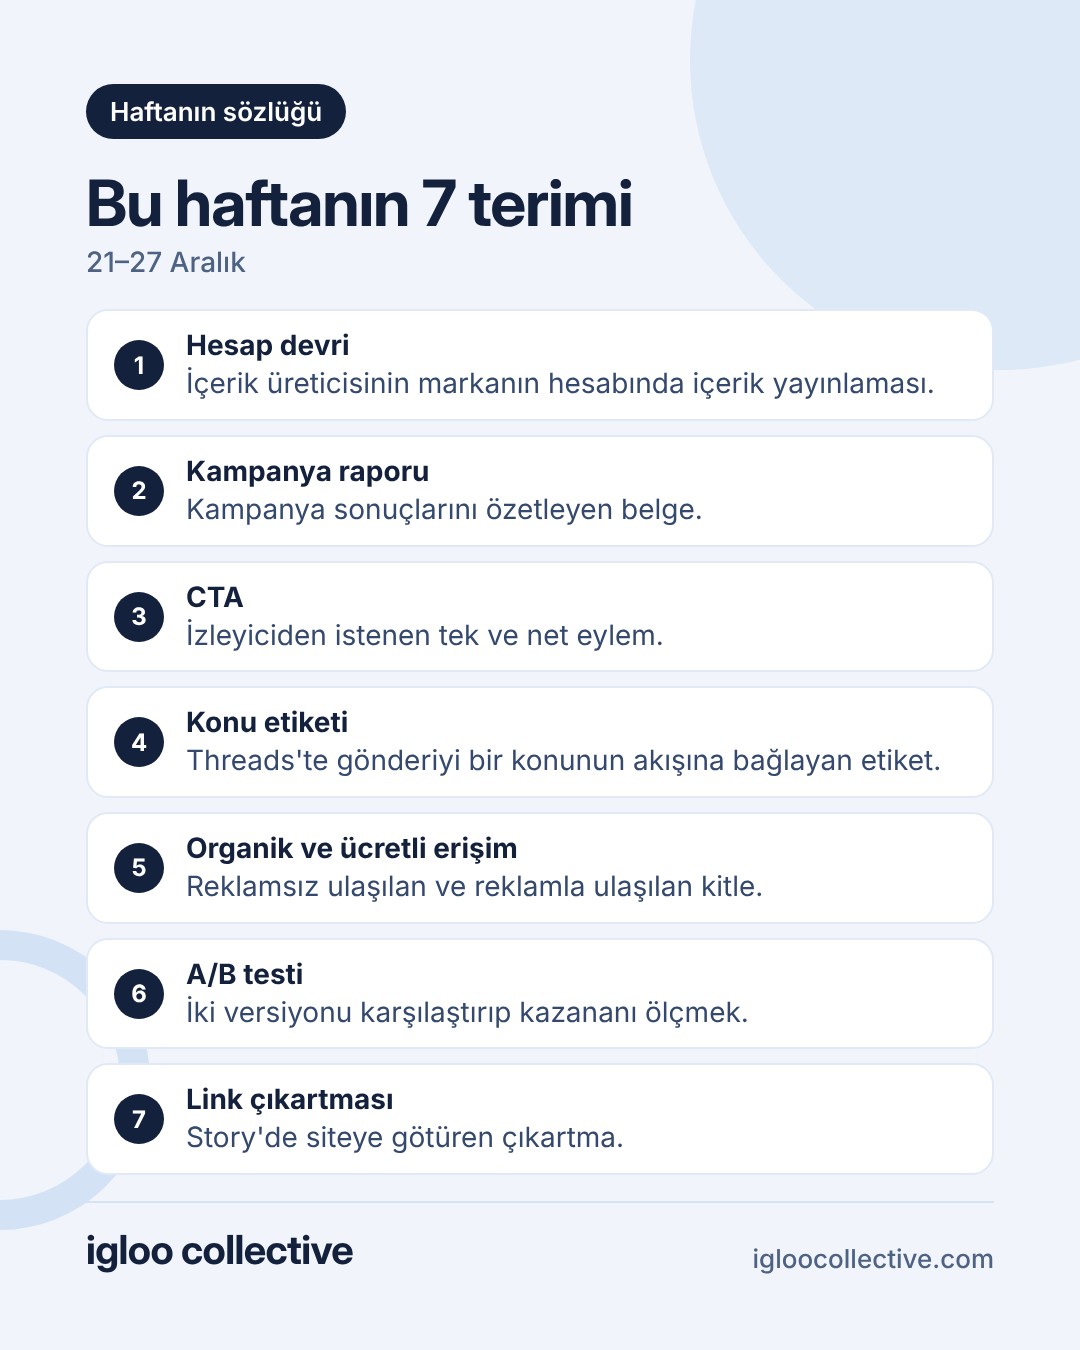 Haftanın sözlüğü
Bu haftanın 7 terimi
21–27 Aralık
1
Hesap devri
İçerik üreticisinin markanın hesabında içerik yayınlaması.
2
Kampanya raporu
Kampanya sonuçlarını özetleyen belge.
3
CTA
İzleyiciden istenen tek ve net eylem.
4
Konu etiketi
Threads'te gönderiyi bir konunun akışına bağlayan etiket.
5
Organik ve ücretli erişim
Reklamsız ulaşılan ve reklamla ulaşılan kitle.
6
A/B testi
İki versiyonu karşılaştırıp kazananı ölçmek.
7
Link çıkartması
Story'de siteye götüren çıkartma.
igloo collective
igloocollective.com